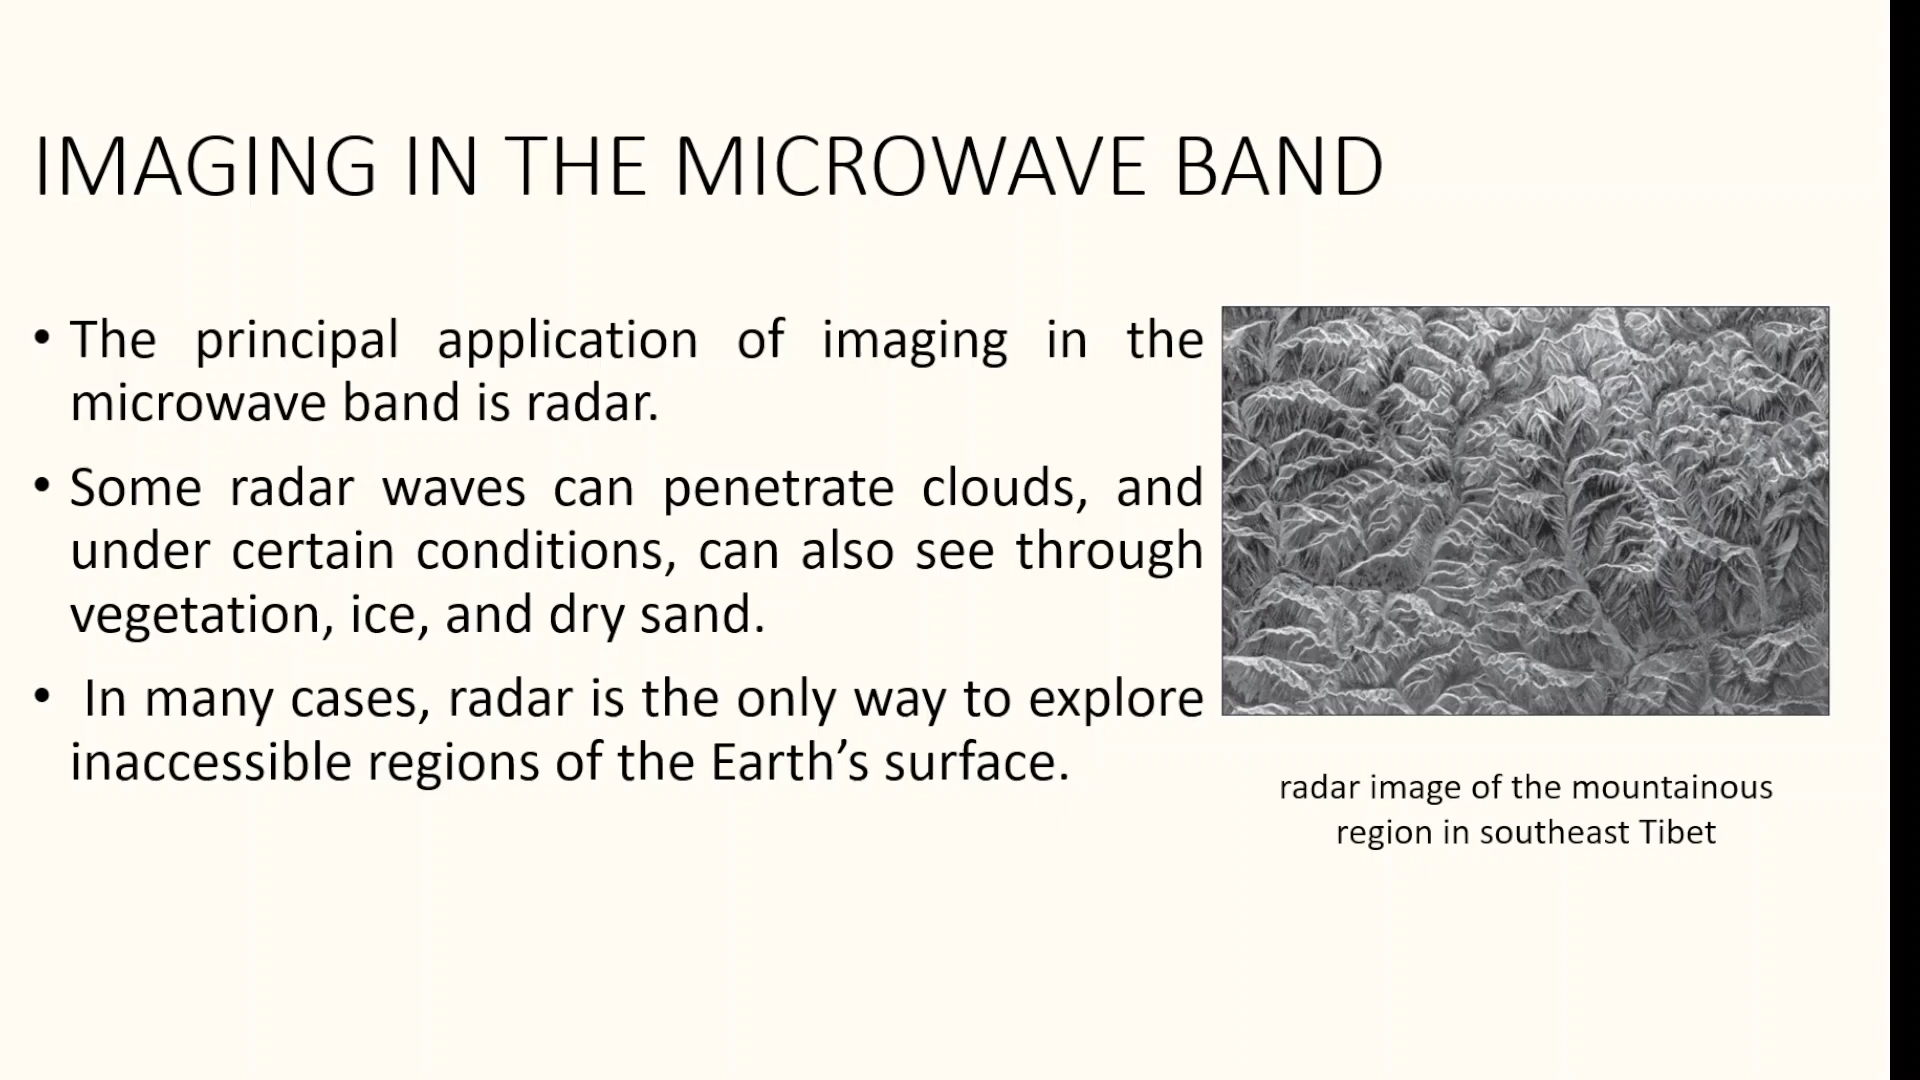 IMAGING IN THE MICROWAVE BAND
• The principal application of imaging in the
microwave band is radar.
• Some radar waves can penetrate clouds, and
under certain conditions, can also see through
vegetation, ice, and dry sand.
• In many cases, radar is the only way to explore
inaccessible regions of the Earth’s surface.
radar image of the mountainous
region in southeast Tibet